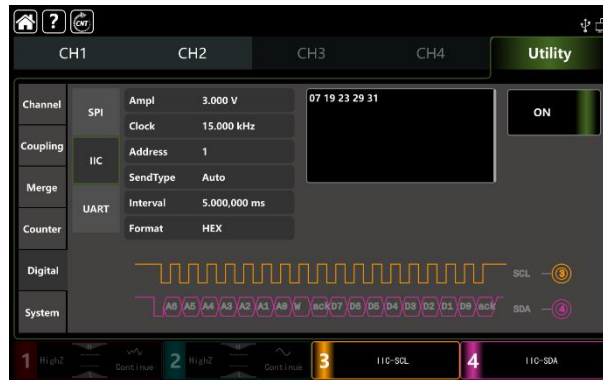 ? CNT
CH1 CH2 CH3 CH4 Utility
Channel
Coupling
Merge
Counter
Digital
System
SPI
IIC
UART
Ampl 3.000 V
Clock 15.000 kHz
Address 1
SendType Auto
Interval 5.000,000 ms
Format HEX
07 19 23 29 31
ON
SCL 3
A6 A5 A4 A3 A2 A1 A0 W ack D7 D6 D5 D4 D3 D2 D1 D0 ack SDA 4
1 HighZ Continue 2 HighZ Continue 3 IIC-SCL 4 IIC-SDA